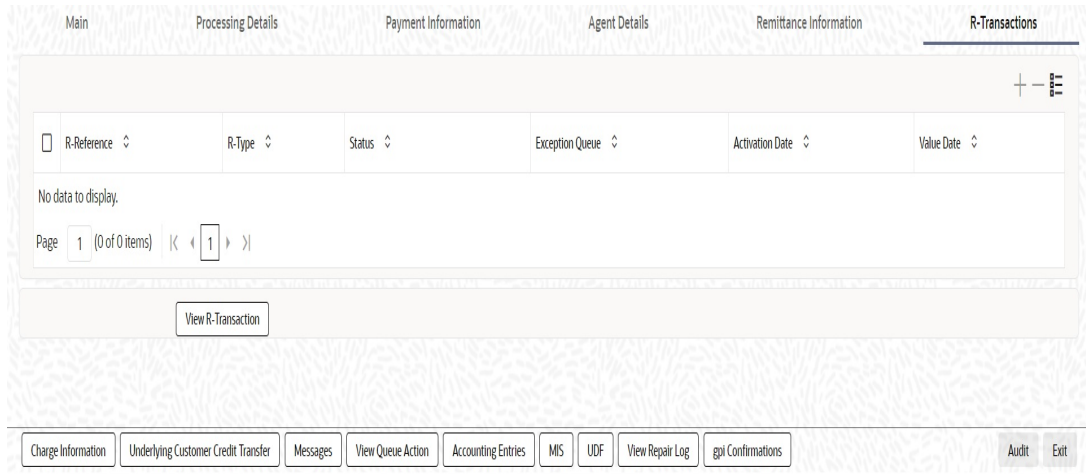 Main Processing Details Payment Information Agent Details Remittance Information R-Transactions
R-Reference R-Type Status Exception Queue Activation Date Value Date
No data to display.
Page 1 (0 of 0 items) 1
View R-Transaction
Charge Information Underlying Customer Credit Transfer Messages View Queue Action Accounting Entries MIS UDF View Repair Log gpi Confirmations Audit Exit